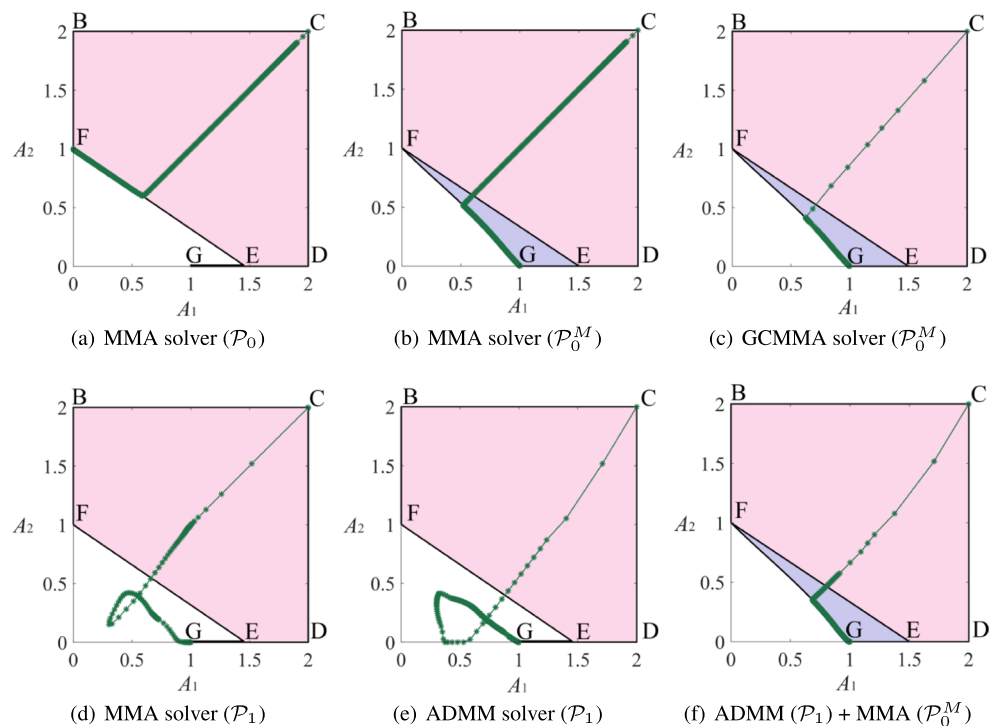 B C B C B C
2 2 2
1.5 1.5 1.5
F F F
A₂ 1 1 1
0.5 0.5 0.5
G E D G E D G E D
0 0 0
0 0.5 1 1.5 2 0 0.5 1 1.5 2 0 0.5 1 1.5 2
A₁ A₁ A₁
(a) MMA solver (𝒫₀) (b) MMA solver (𝒫₀ᴹ) (c) GCMMA solver (𝒫₀ᴹ)
B C B C B C
2 2 2
1.5 1.5 1.5
F F F
A₂ 1 1 1
0.5 0.5 0.5
G E D G E D G E D
0 0 0
0 0.5 1 1.5 2 0 0.5 1 1.5 2 0 0.5 1 1.5 2
A₁ A₁ A₁
(d) MMA solver (𝒫₁) (e) ADMM solver (𝒫₁) (f) ADMM (𝒫₁) + MMA (𝒫₀ᴹ)